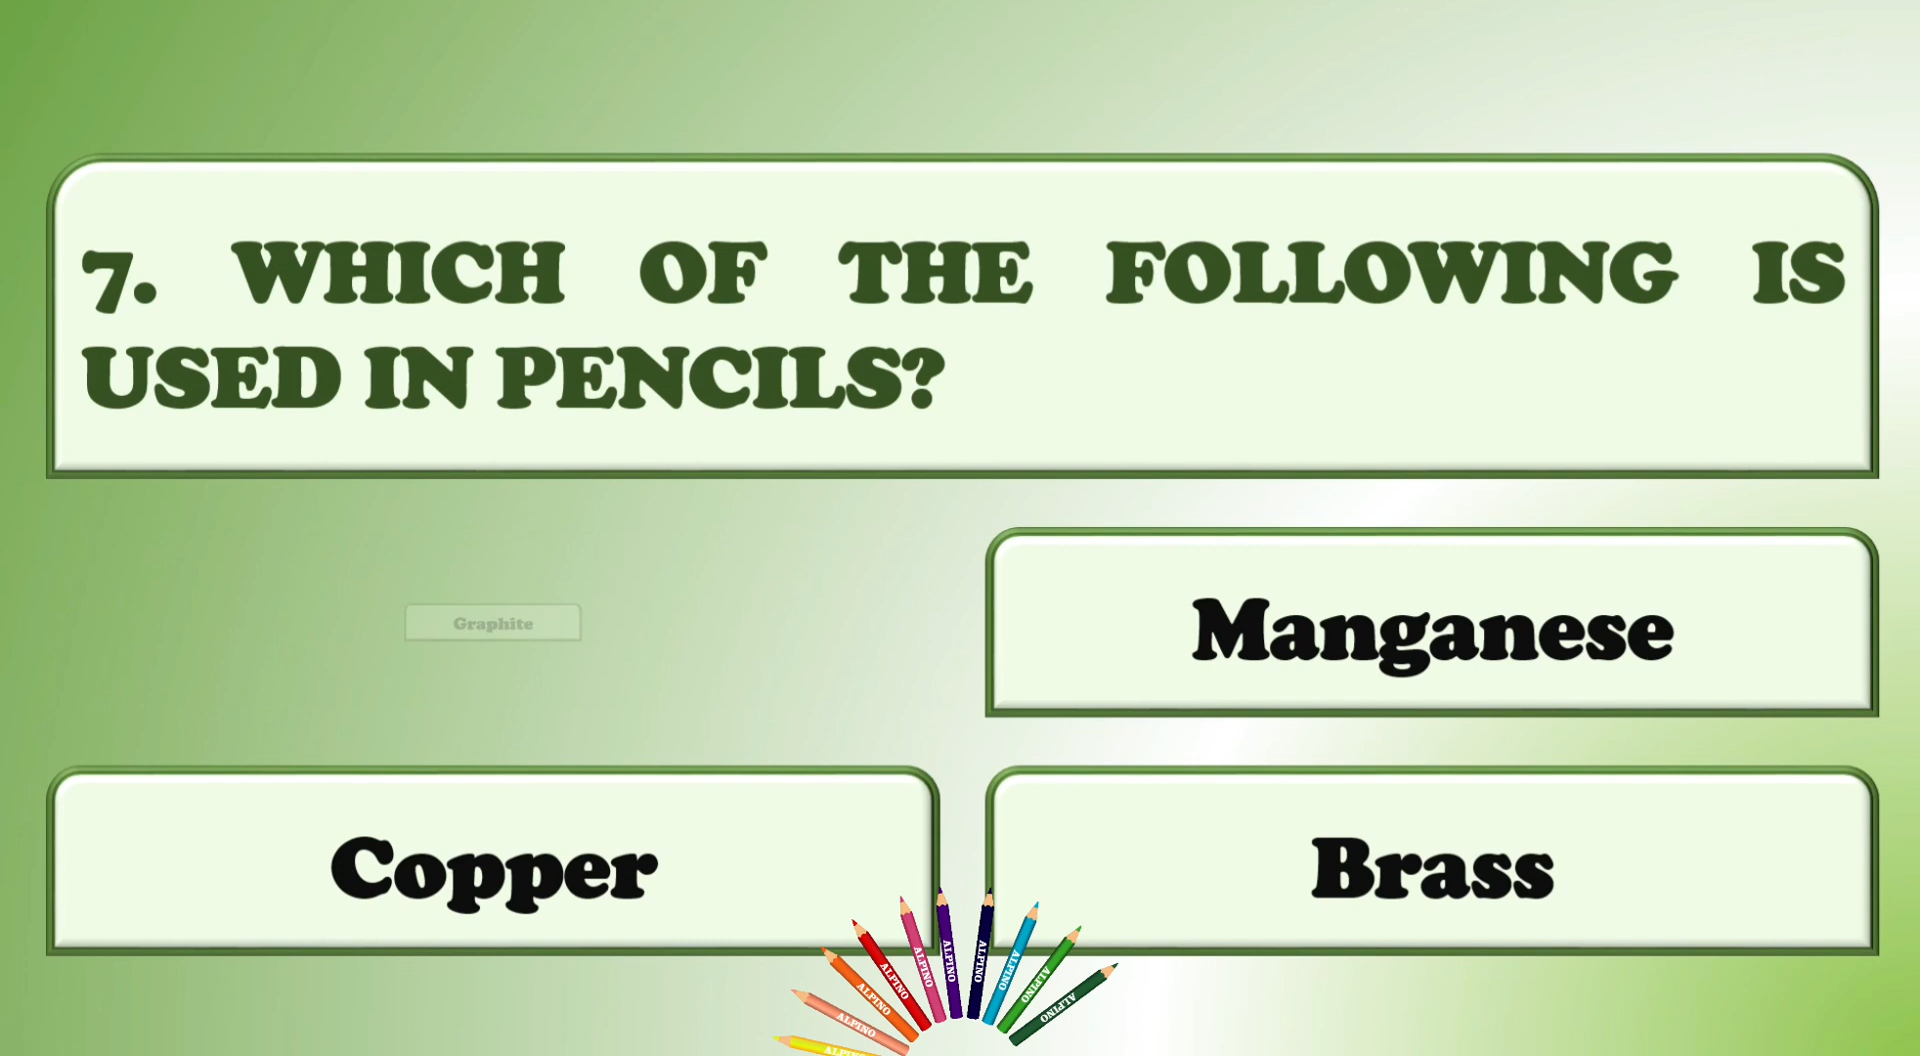 7. WHICH OF THE FOLLOWING IS
USED IN PENCILS?
Graphite
Manganese
Copper
Brass
ALPINO
ALPINO
ALPINO
ALPINO
ALPINO
ALPINO
ALPINO
ALPINO
ALPINO